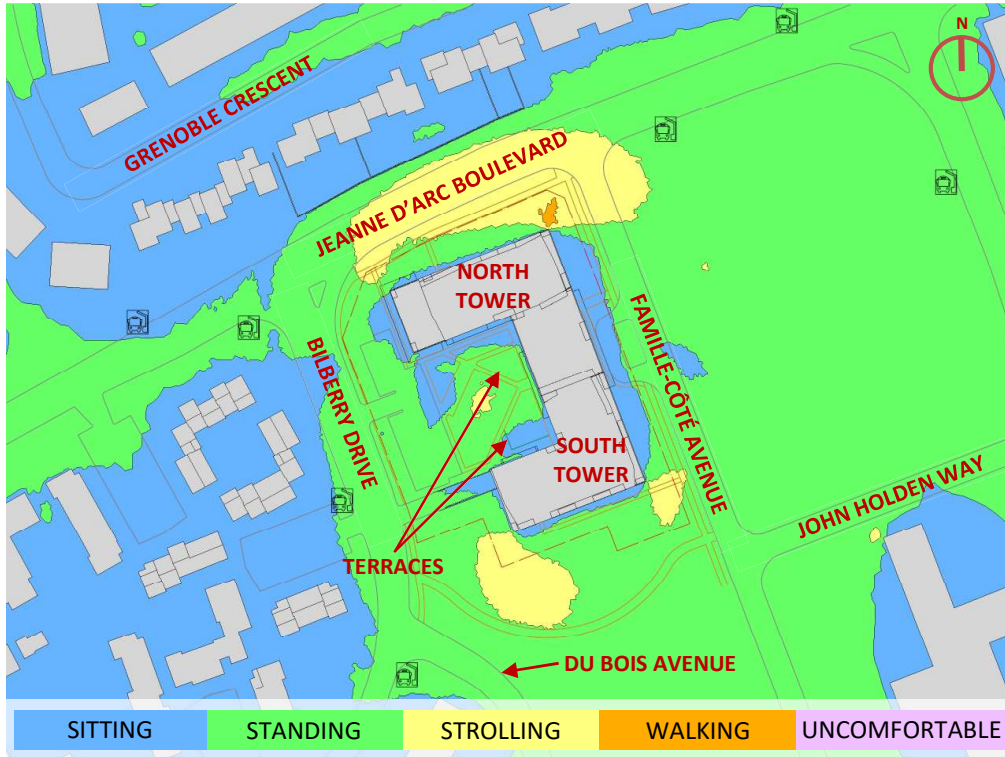 N
GRENOBLE CRESCENT
JEANNE D'ARC BOULEVARD
NORTH
TOWER
BILBERRY DRIVE
FAMILLE-CÔTÉ AVENUE
SOUTH
TOWER
JOHN HOLDEN WAY
TERRACES
DU BOIS AVENUE
SITTING
STANDING
STROLLING
WALKING
UNCOMFORTABLE